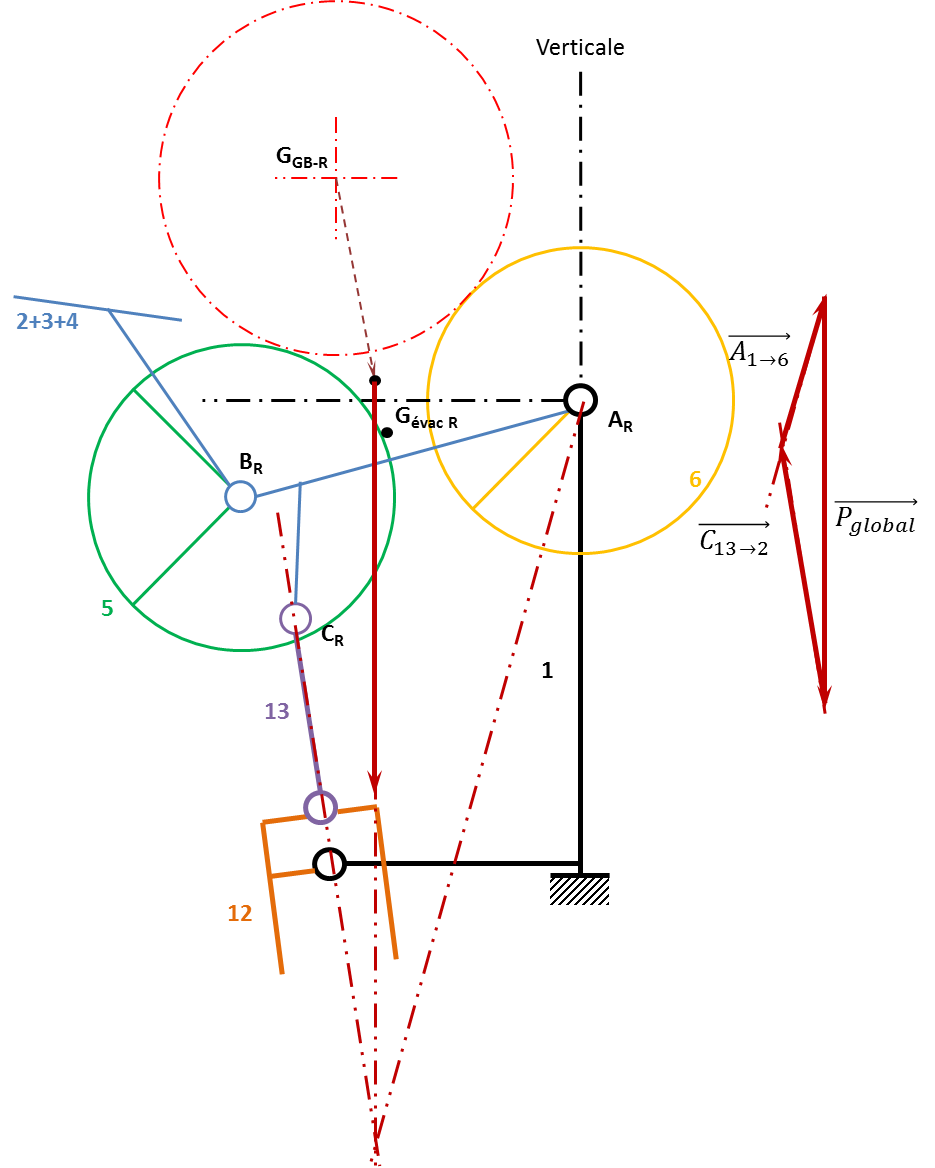 Verticale
G_GB-R
2+3+4
A_1→6
G_évac R
A_R
B_R
6
P_global
C_13→2
5
C_R
1
13
12